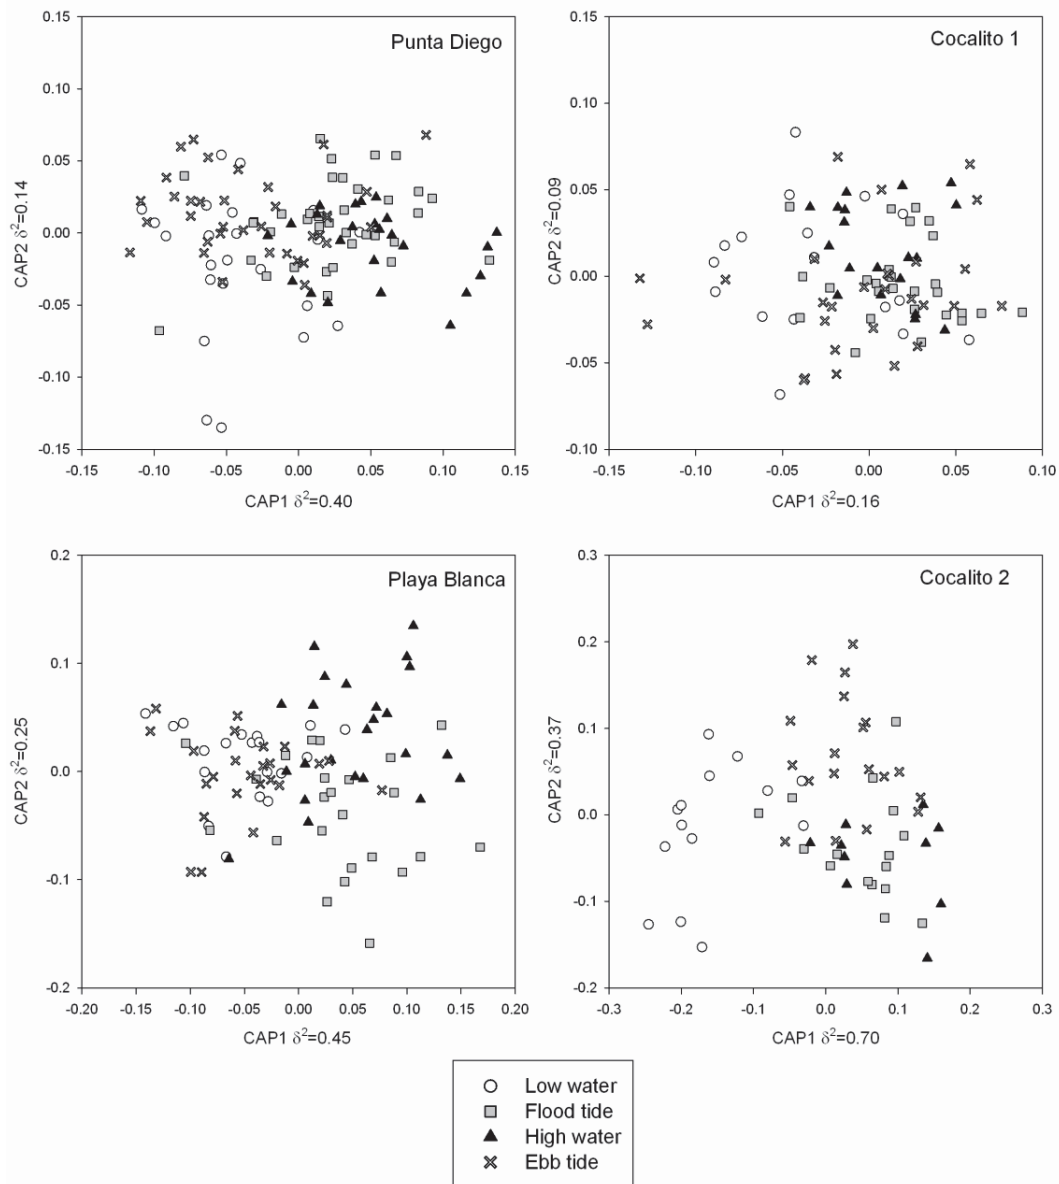 0.15
0.10
0.05
0.00
-0.05
-0.10
-0.15
CAP2 δ²=0.14
Punta Diego
-0.15 -0.10 -0.05 0.00 0.05 0.10 0.15
CAP1 δ²=0.40
0.15
0.10
0.05
0.00
-0.05
-0.10
CAP2 δ²=0.09
Cocalito 1
-0.15 -0.10 -0.05 0.00 0.05 0.10
CAP1 δ²=0.16
0.2
0.1
0.0
-0.1
-0.2
CAP2 δ²=0.25
Playa Blanca
-0.20 -0.15 -0.10 -0.05 0.00 0.05 0.10 0.15 0.20
CAP1 δ²=0.45
0.3
0.2
0.1
0.0
-0.1
-0.2
CAP2 δ²=0.37
Cocalito 2
-0.3 -0.2 -0.1 0.0 0.1 0.2 0.3
CAP1 δ²=0.70
Low water
Flood tide
High water
Ebb tide